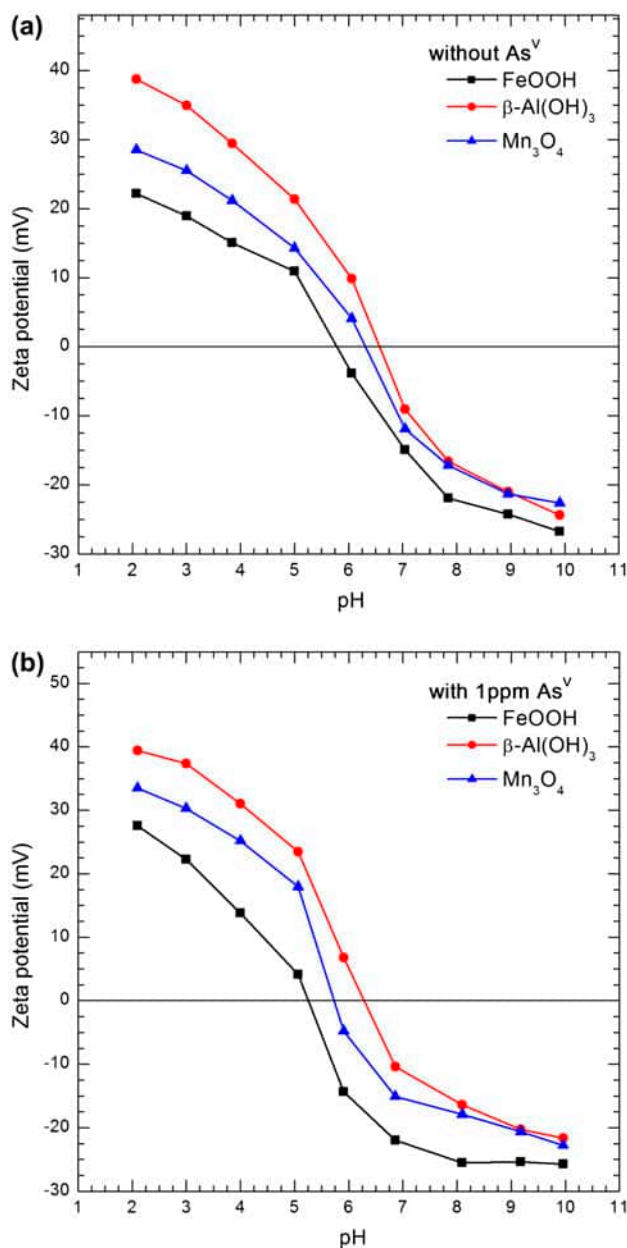 (a)
without Asⱽ
FeOOH
β-Al(OH)₃
Mn₃O₄
40
30
20
10
0
-10
-20
-30
Zeta potential (mV)
1 2 3 4 5 6 7 8 9 10 11
pH
(b)
with 1ppm Asⱽ
FeOOH
β-Al(OH)₃
Mn₃O₄
50
40
30
20
10
0
-10
-20
-30
Zeta potential (mV)
1 2 3 4 5 6 7 8 9 10 11
pH